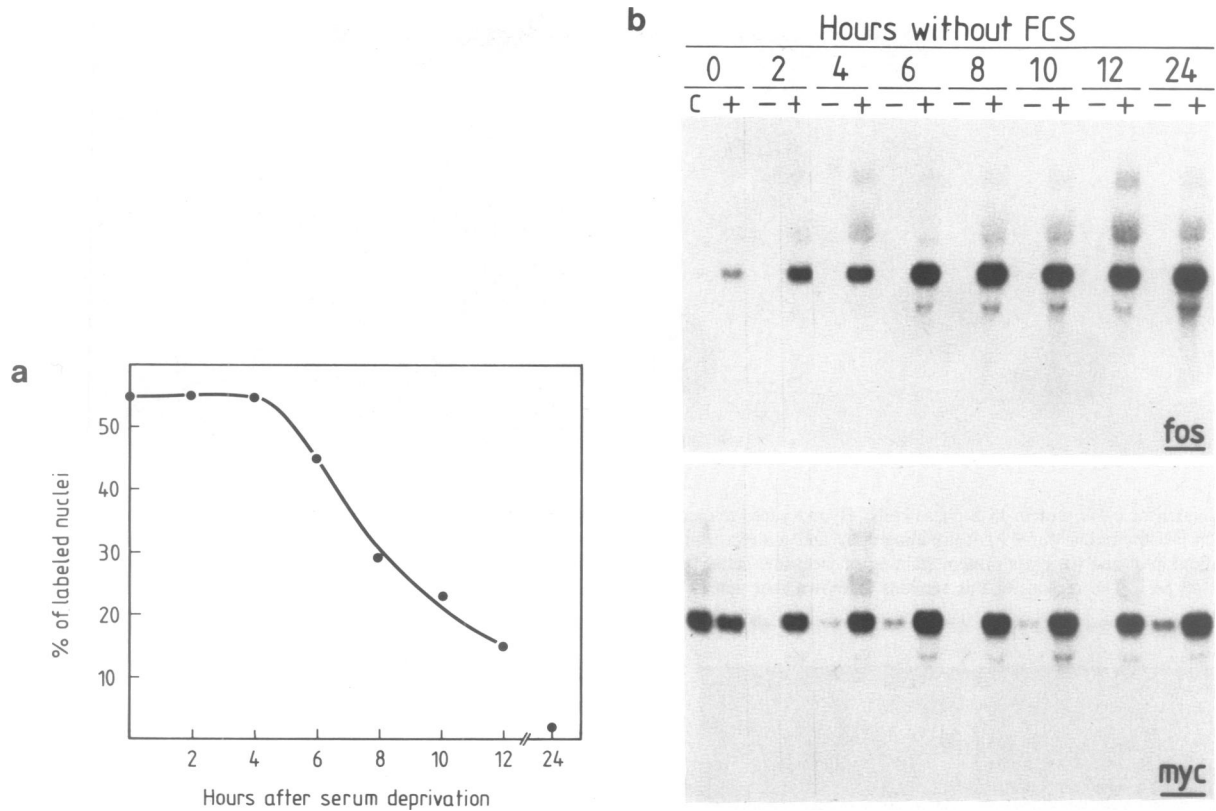 a
% of labeled nuclei
50
40
30
20
10
2 4 6 8 10 12 24
Hours after serum deprivation
b
Hours without FCS
0 2 4 6 8 10 12 24
C + − + − + − + − + − + − + − +
fos
myc